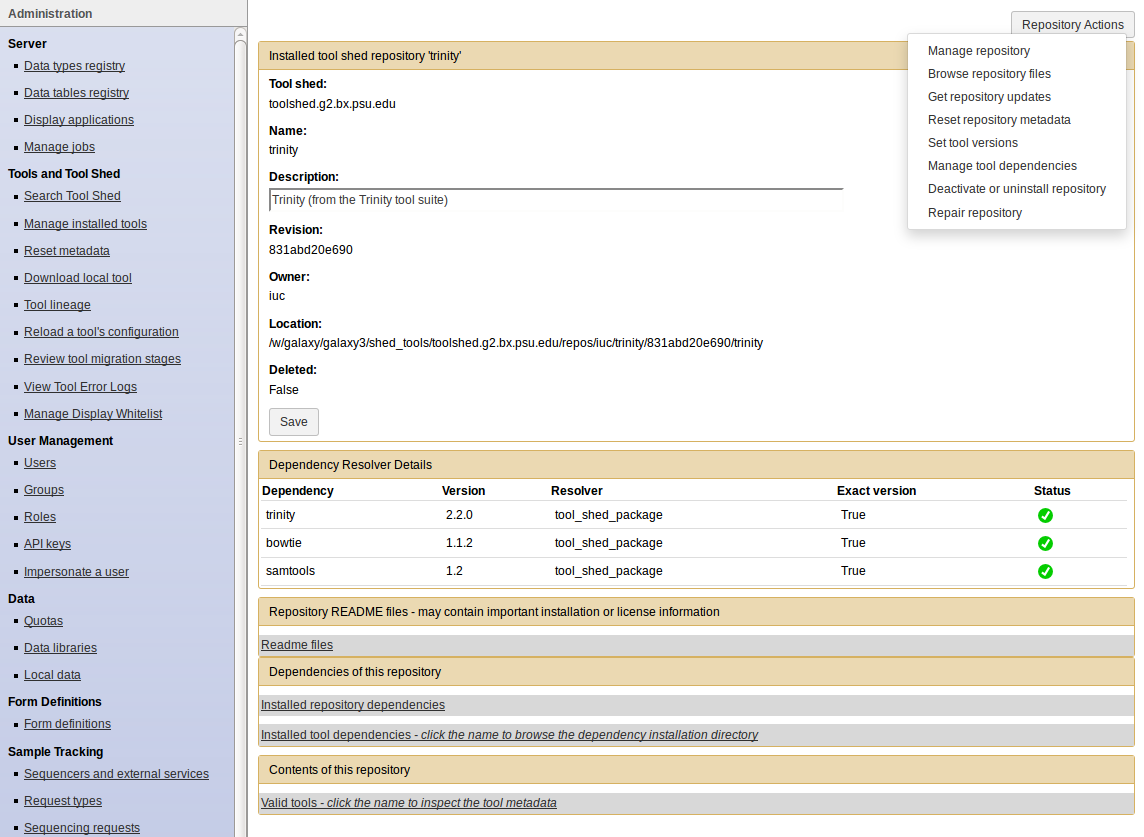 Administration
Server
Data types registry
Data tables registry
Display applications
Manage jobs
Tools and Tool Shed
Search Tool Shed
Manage installed tools
Reset metadata
Download local tool
Tool lineage
Reload a tool's configuration
Review tool migration stages
View Tool Error Logs
Manage Display Whitelist
User Management
Users
Groups
Roles
API keys
Impersonate a user
Data
Quotas
Data libraries
Local data
Form Definitions
Form definitions
Sample Tracking
Sequencers and external services
Request types
Sequencing requests
Repository Actions
Manage repository
Browse repository files
Get repository updates
Reset repository metadata
Set tool versions
Manage tool dependencies
Deactivate or uninstall repository
Repair repository
Installed tool shed repository 'trinity'
Tool shed:
toolshed.g2.bx.psu.edu
Name:
trinity
Description:
Trinity (from the Trinity tool suite)
Revision:
831abd20e690
Owner:
iuc
Location:
/w/galaxy/galaxy3/shed_tools/toolshed.g2.bx.psu.edu/repos/iuc/trinity/831abd20e690/trinity
Deleted:
False
Save
Dependency Resolver Details
Dependency Version Resolver Exact version Status
trinity 2.2.0 tool_shed_package True
bowtie 1.1.2 tool_shed_package True
samtools 1.2 tool_shed_package True
Repository README files - may contain important installation or license information
Readme files
Dependencies of this repository
Installed repository dependencies
Installed tool dependencies - click the name to browse the dependency installation directory
Contents of this repository
Valid tools - click the name to inspect the tool metadata